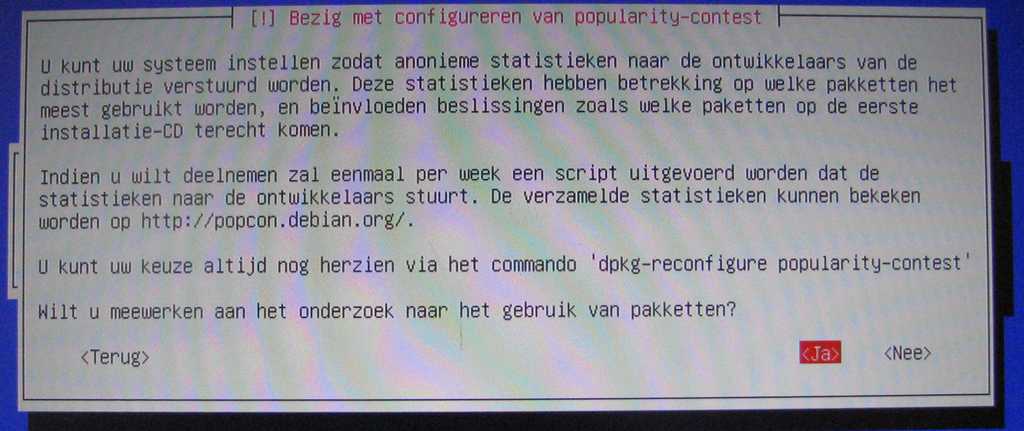 [!] Bezig met configureren van popularity-contest
U kunt uw systeem instellen zodat anonieme statistieken naar de ontwikkelaars van de
distributie verstuurd worden. Deze statistieken hebben betrekking op welke pakketten het
meest gebruikt worden, en beïnvloeden beslissingen zoals welke paketten op de eerste
installatie-CD terecht komen.
Indien u wilt deelnemen zal eenmaal per week een script uitgevoerd worden dat de
statistieken naar de ontwikkelaars stuurt. De verzamelde statistieken kunnen bekeken
worden op http://popcon.debian.org/.
U kunt uw keuze altijd nog herzien via het commando 'dpkg-reconfigure popularity-contest'
Wilt u meewerken aan het onderzoek naar het gebruik van pakketten?
<Terug> <Ja> <Nee>